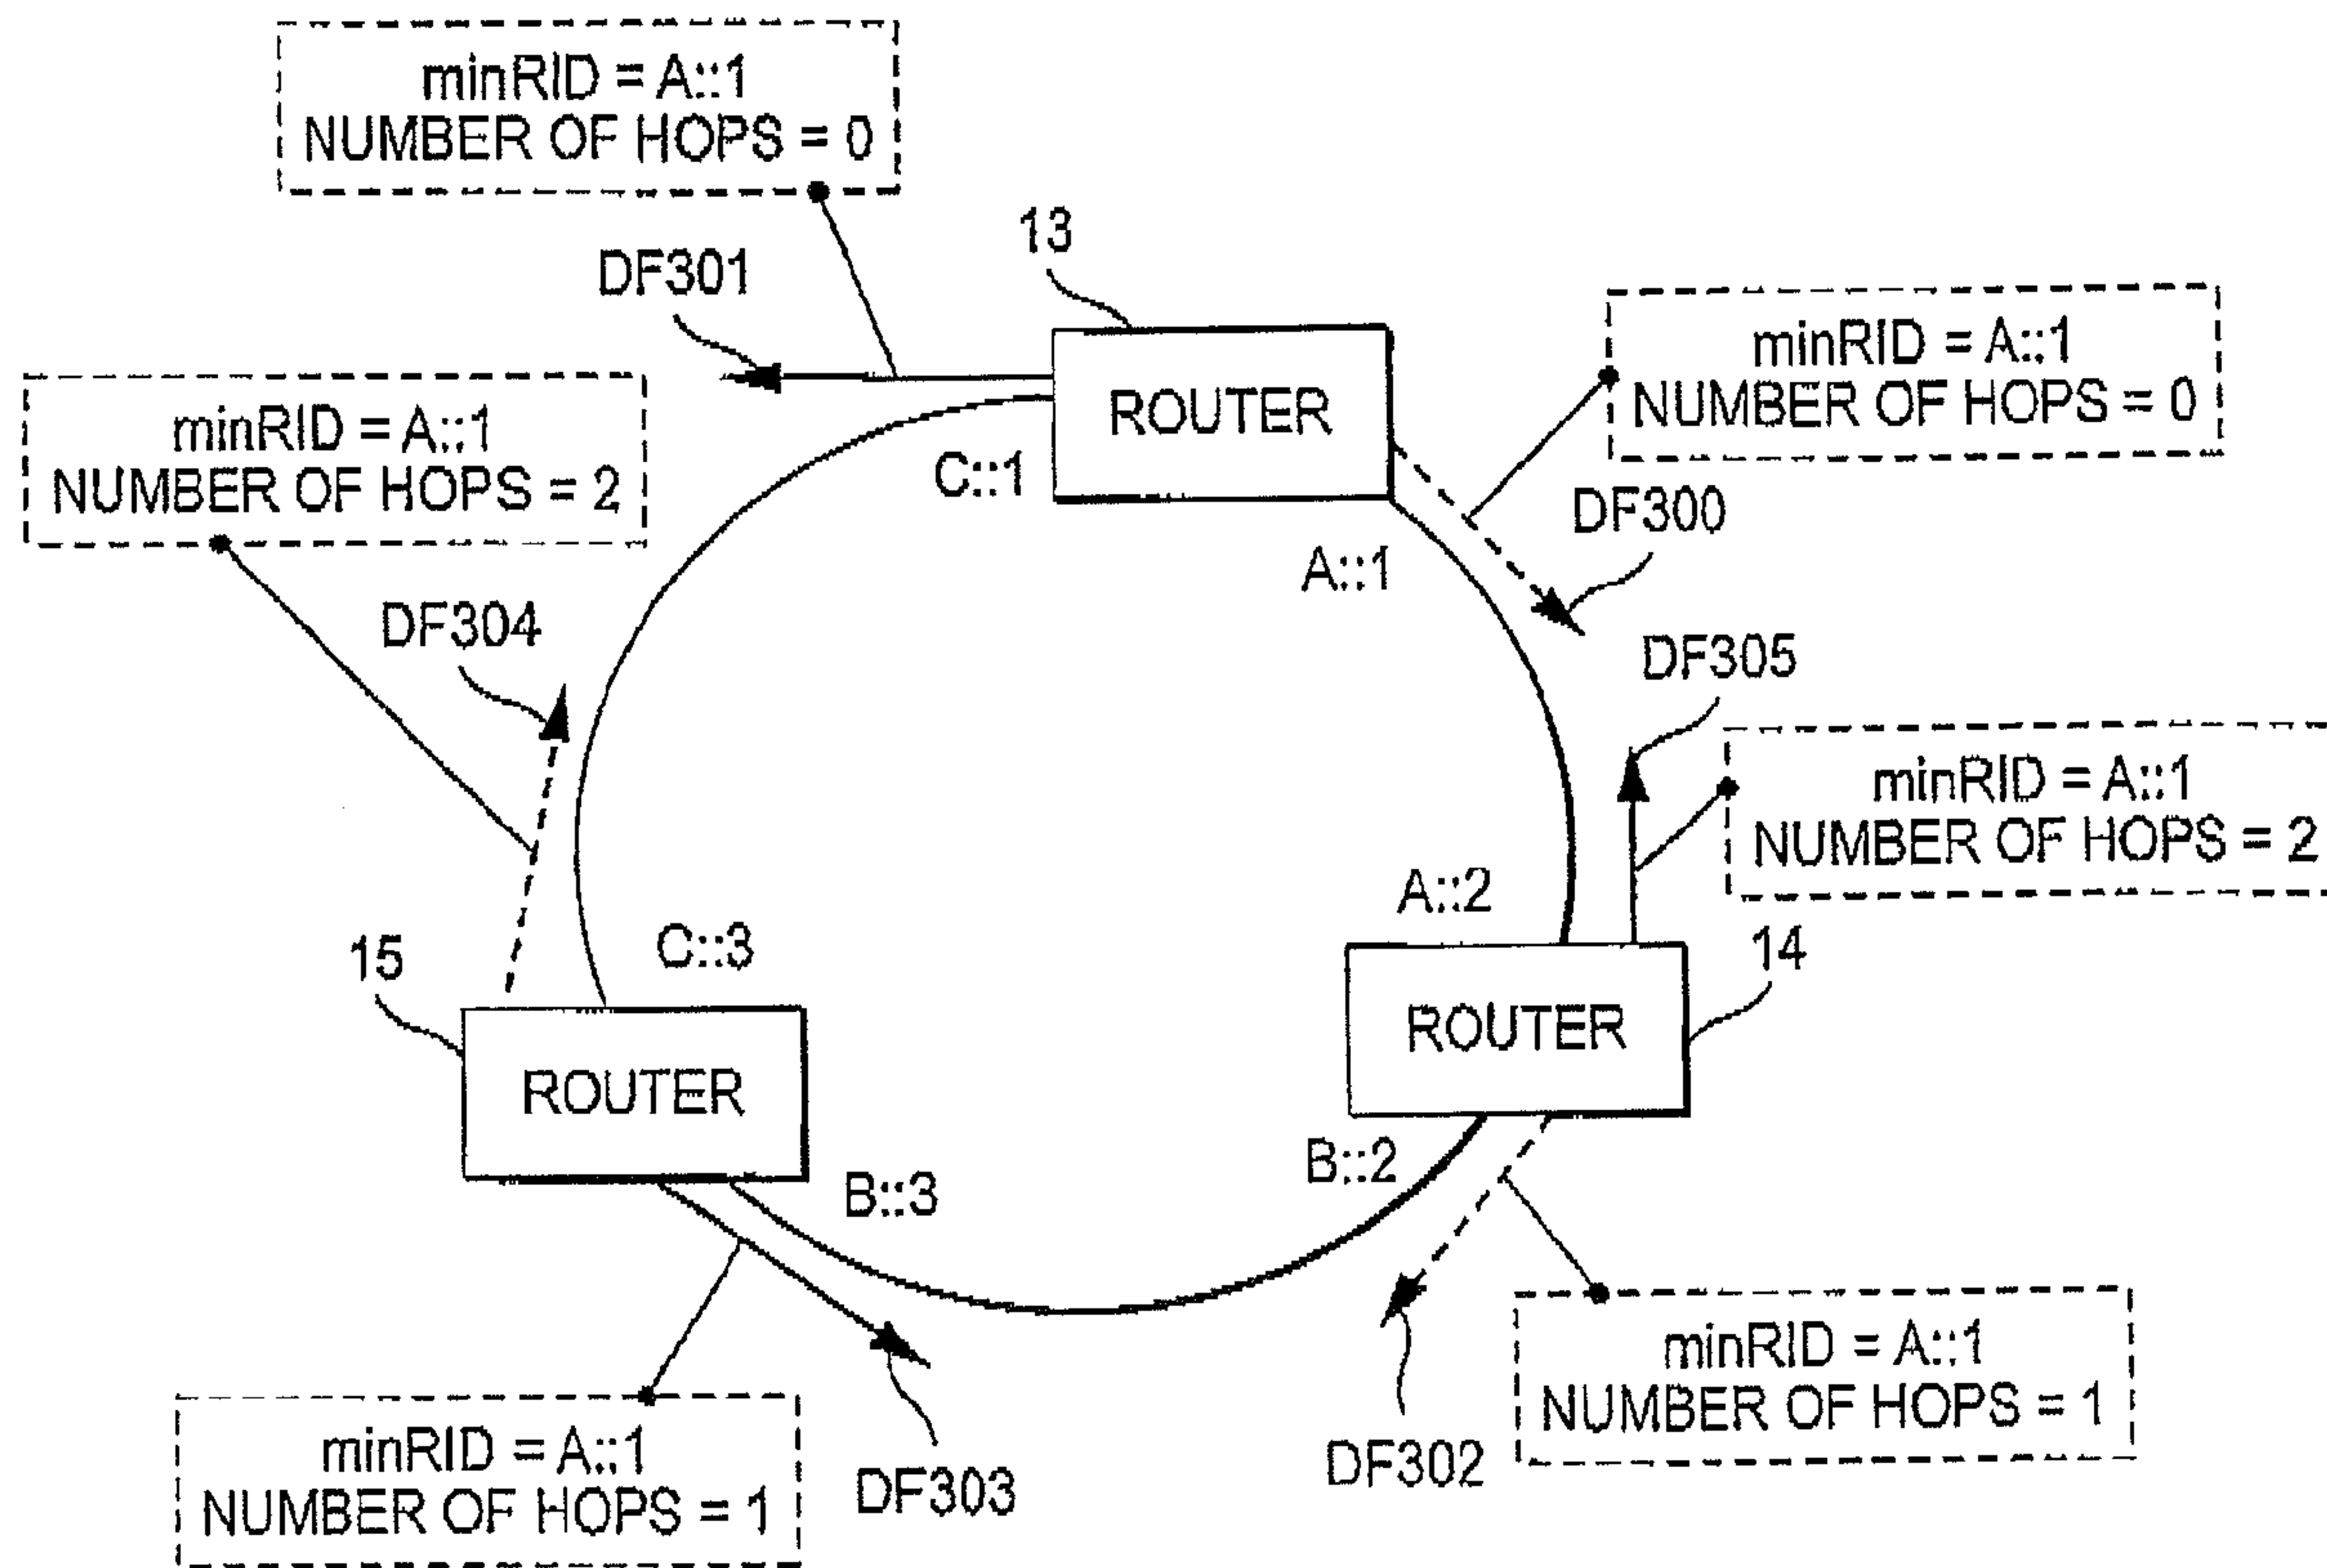 minRID = A::1
NUMBER OF HOPS = 0
13
DF301
minRID = A::1
NUMBER OF HOPS = 0
ROUTER
minRID = A::1
NUMBER OF HOPS = 2
C::1
DF300
A::1
DF304
DF305
minRID = A::1
NUMBER OF HOPS = 2
A::2
15
C::3
14
ROUTER
ROUTER
B::2
B::3
minRID = A::1
NUMBER OF HOPS = 1
DF302
minRID = A::1
NUMBER OF HOPS = 1
DF303